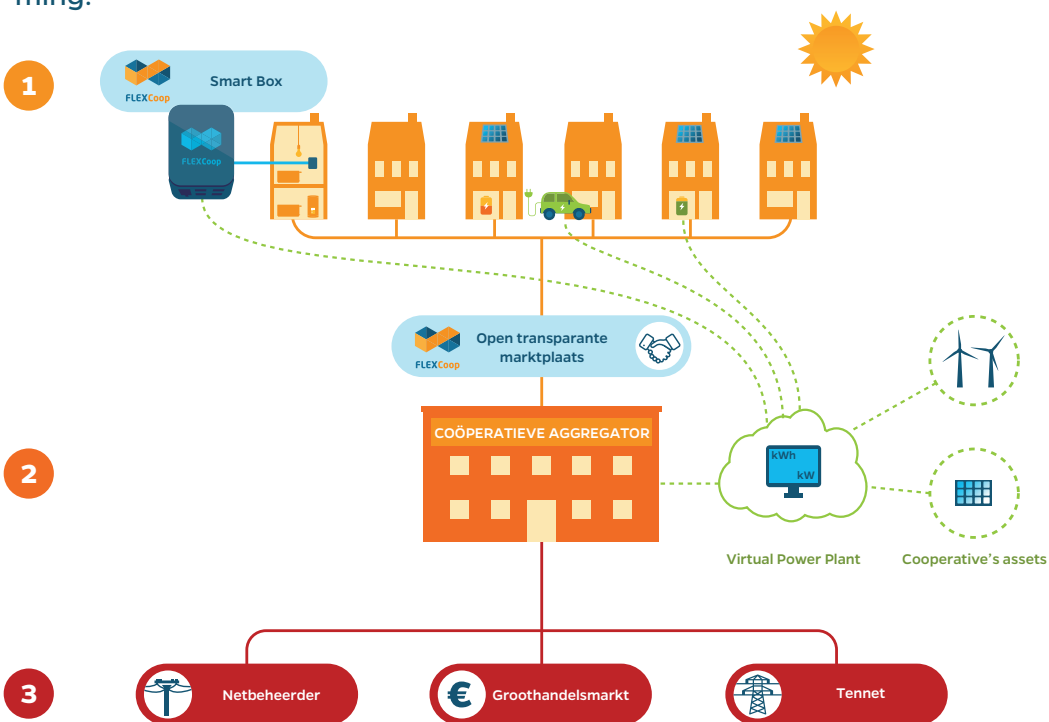 ming.
1
FLEXCoop
Smart Box
FLEXCoop
FLEXCoop
Open transparante
marktplaats
COÖPERATIEVE AGGREGATOR
kWh
kW
2
Virtual Power Plant
Cooperative's assets
3
Netbeheerder
€
Groothandelsmarkt
Tennet